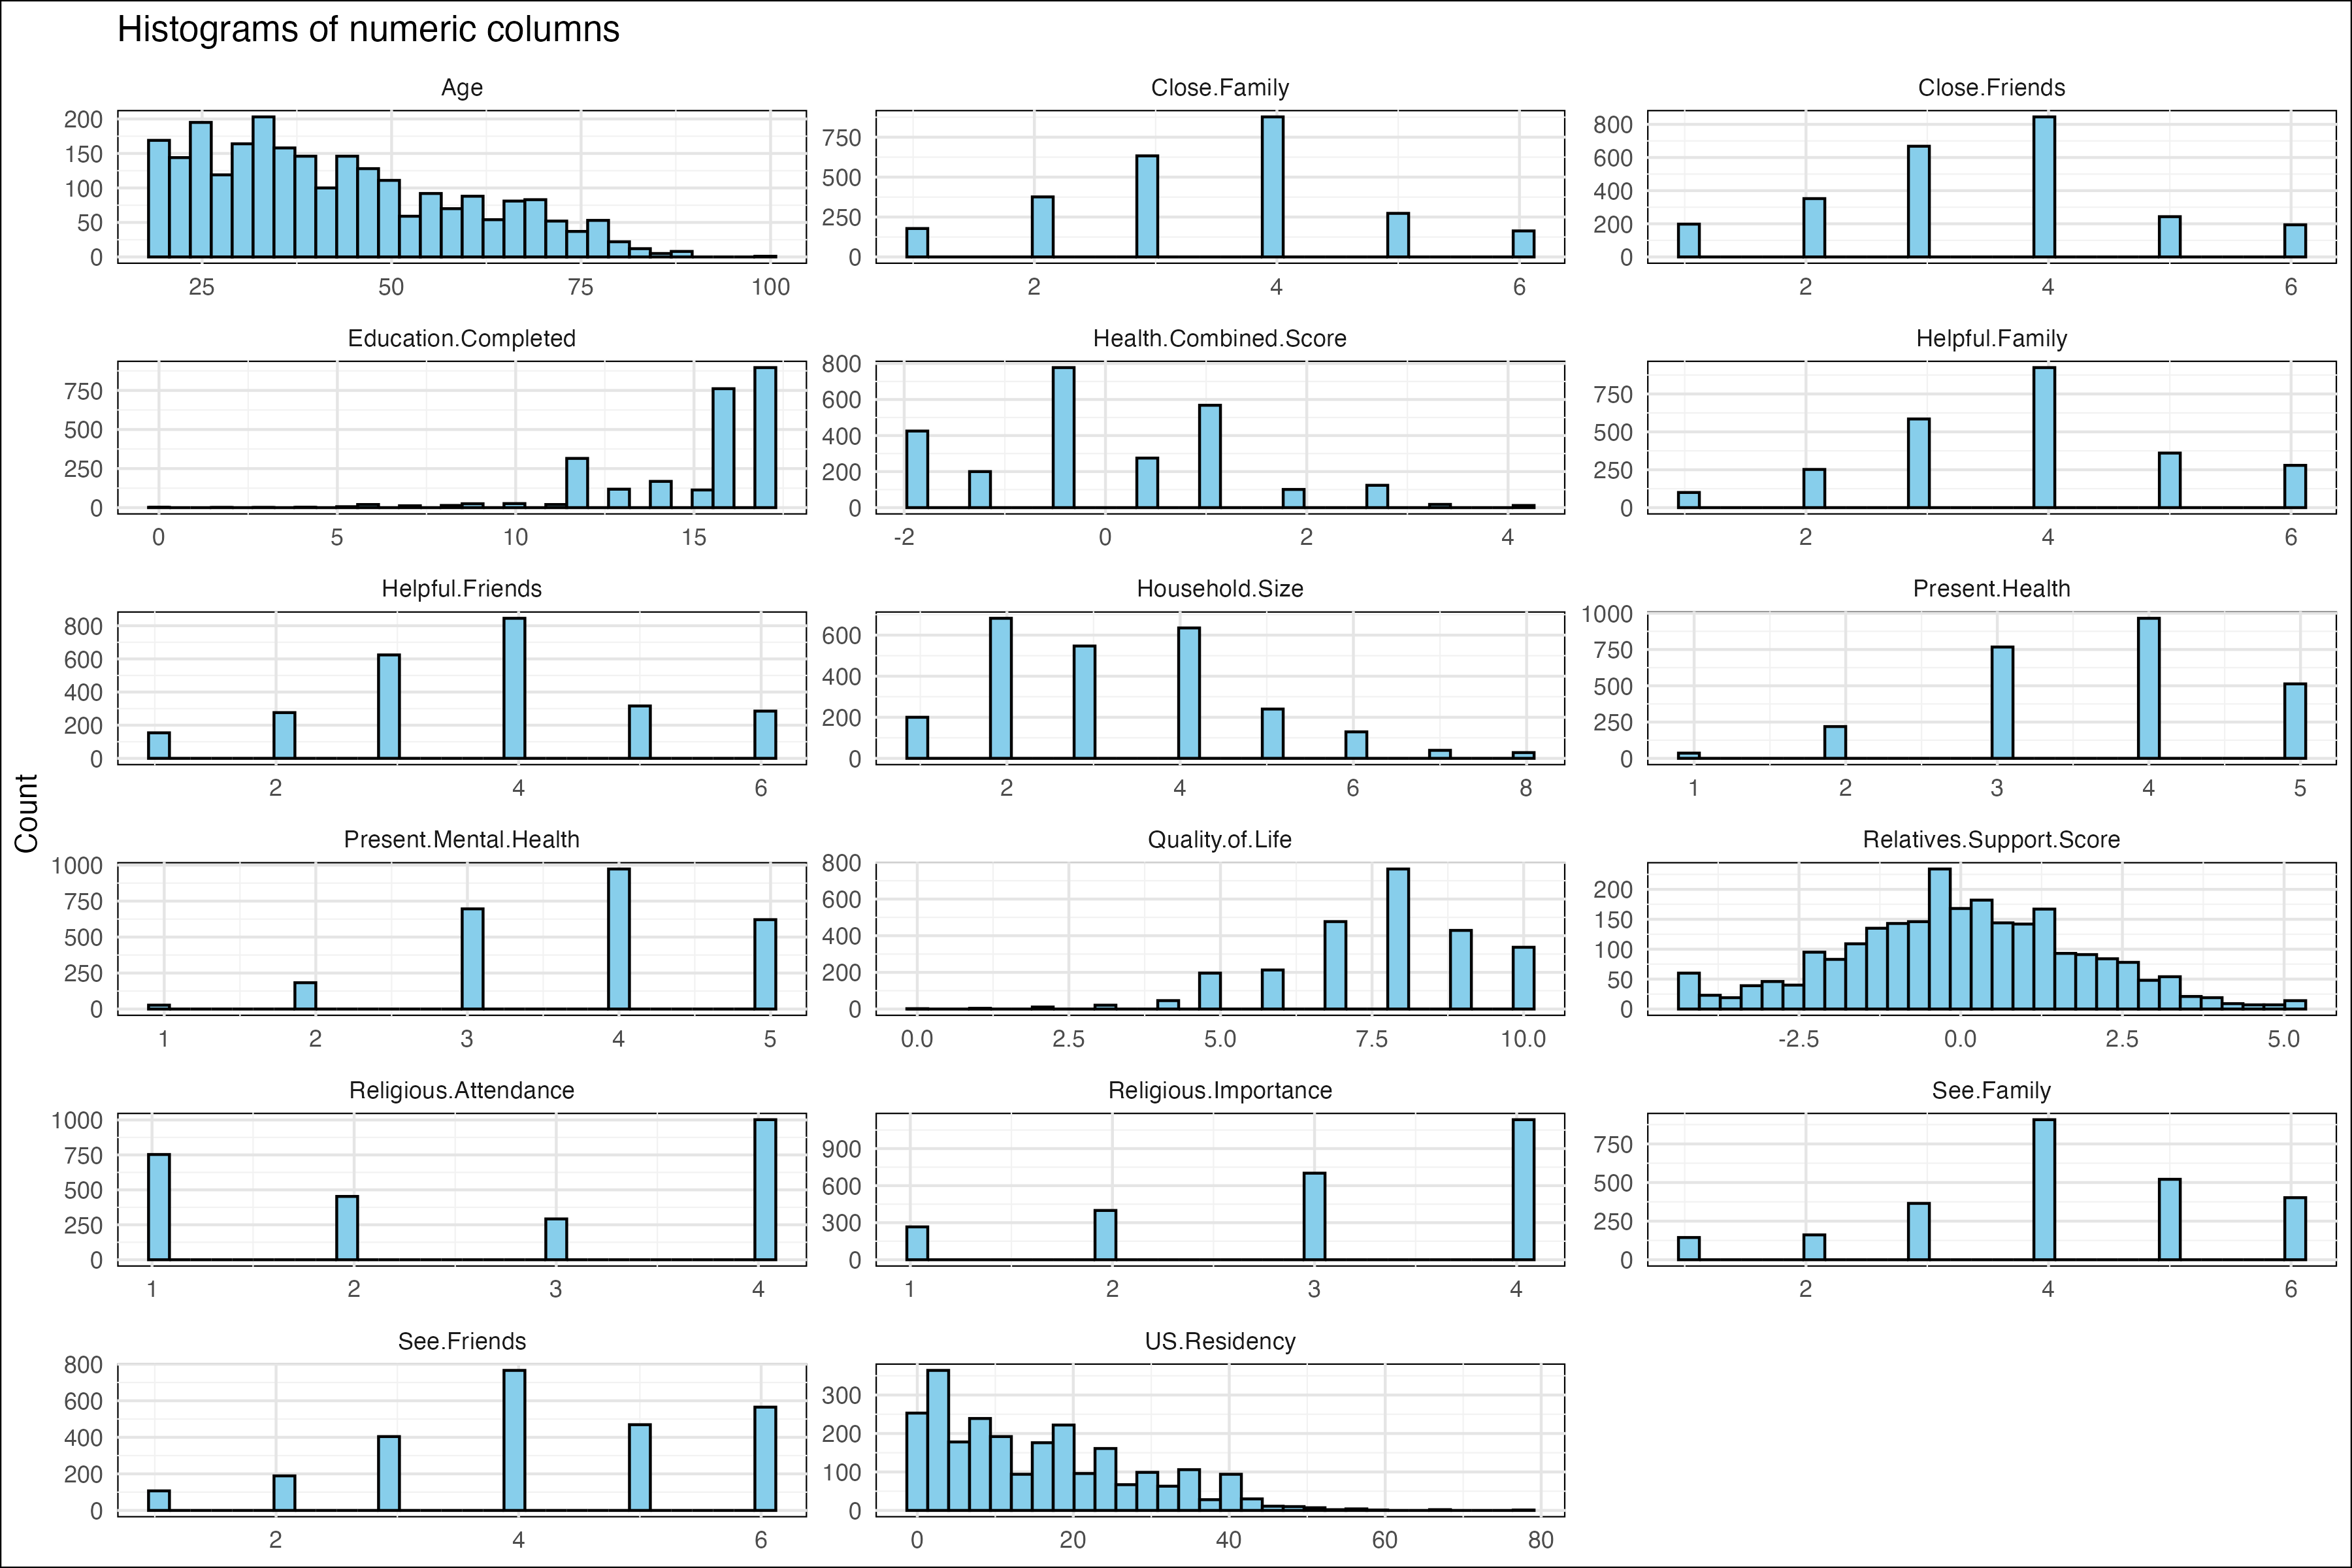 Histograms of numeric columns
Age
Close.Family
Close.Friends
200
150
100
50
0
25 50 75 100
750
500
250
0
2 4 6
800
600
400
200
0
2 4 6
Education.Completed
Health.Combined.Score
Helpful.Family
750
500
250
0
0 5 10 15
800
600
400
200
0
-2 0 2 4
750
500
250
0
2 4 6
Helpful.Friends
Household.Size
Present.Health
800
600
400
200
0
2 4 6
600
400
200
0
2 4 6 8
1000
750
500
250
0
1 2 3 4 5
Count
Present.Mental.Health
Quality.of.Life
Relatives.Support.Score
1000
750
500
250
0
1 2 3 4 5
800
600
400
200
0
0.0 2.5 5.0 7.5 10.0
200
150
100
50
0
-2.5 0.0 2.5 5.0
Religious.Attendance
Religious.Importance
See.Family
1000
750
500
250
0
1 2 3 4
900
600
300
0
1 2 3 4
750
500
250
0
2 4 6
See.Friends
US.Residency
800
600
400
200
0
2 4 6
300
200
100
0
0 20 40 60 80